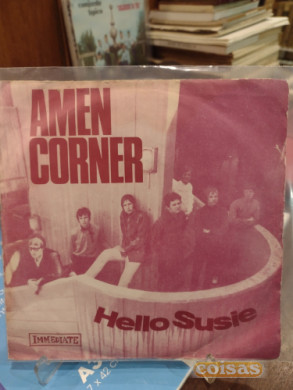 AMEN
CORNER
Hello Susie
IMMEDIATE
coisas